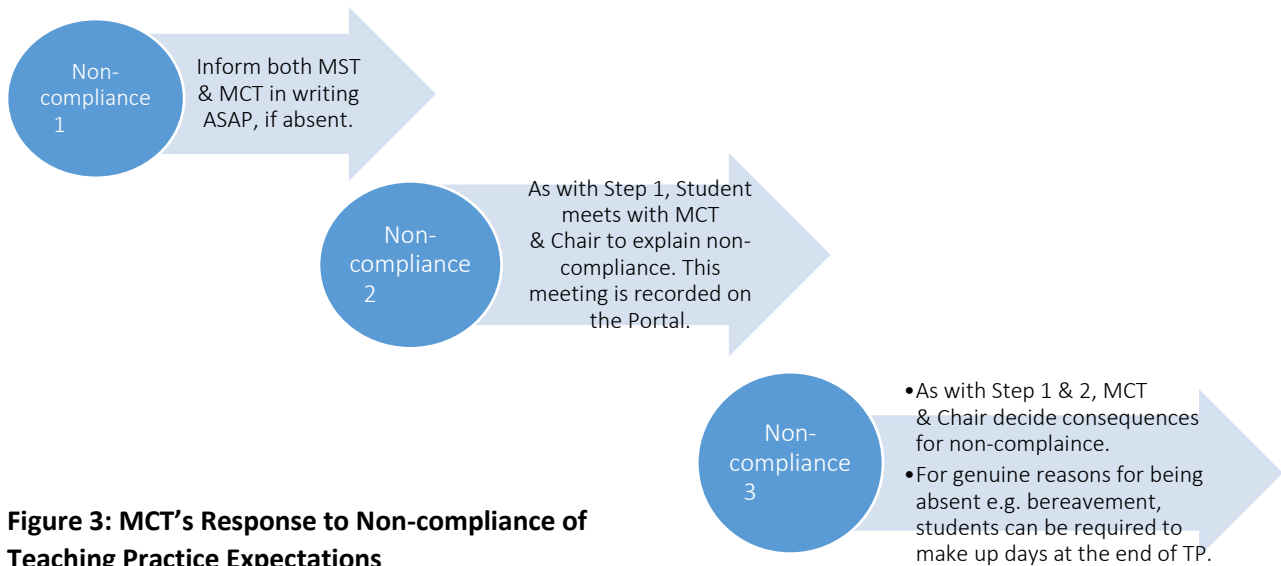 Non-
compliance
1
Inform both MST
& MCT in writing
ASAP, if absent.
Non-
compliance
2
As with Step 1, Student
meets with MCT
& Chair to explain non-
compliance. This
meeting is recorded on
the Portal.
Non-
compliance
3
•As with Step 1 & 2, MCT
& Chair decide consequences
for non-complaince.
•For genuine reasons for being
absent e.g. bereavement,
students can be required to
make up days at the end of TP.
Figure 3: MCT’s Response to Non-compliance of
Teaching Practice Expectations